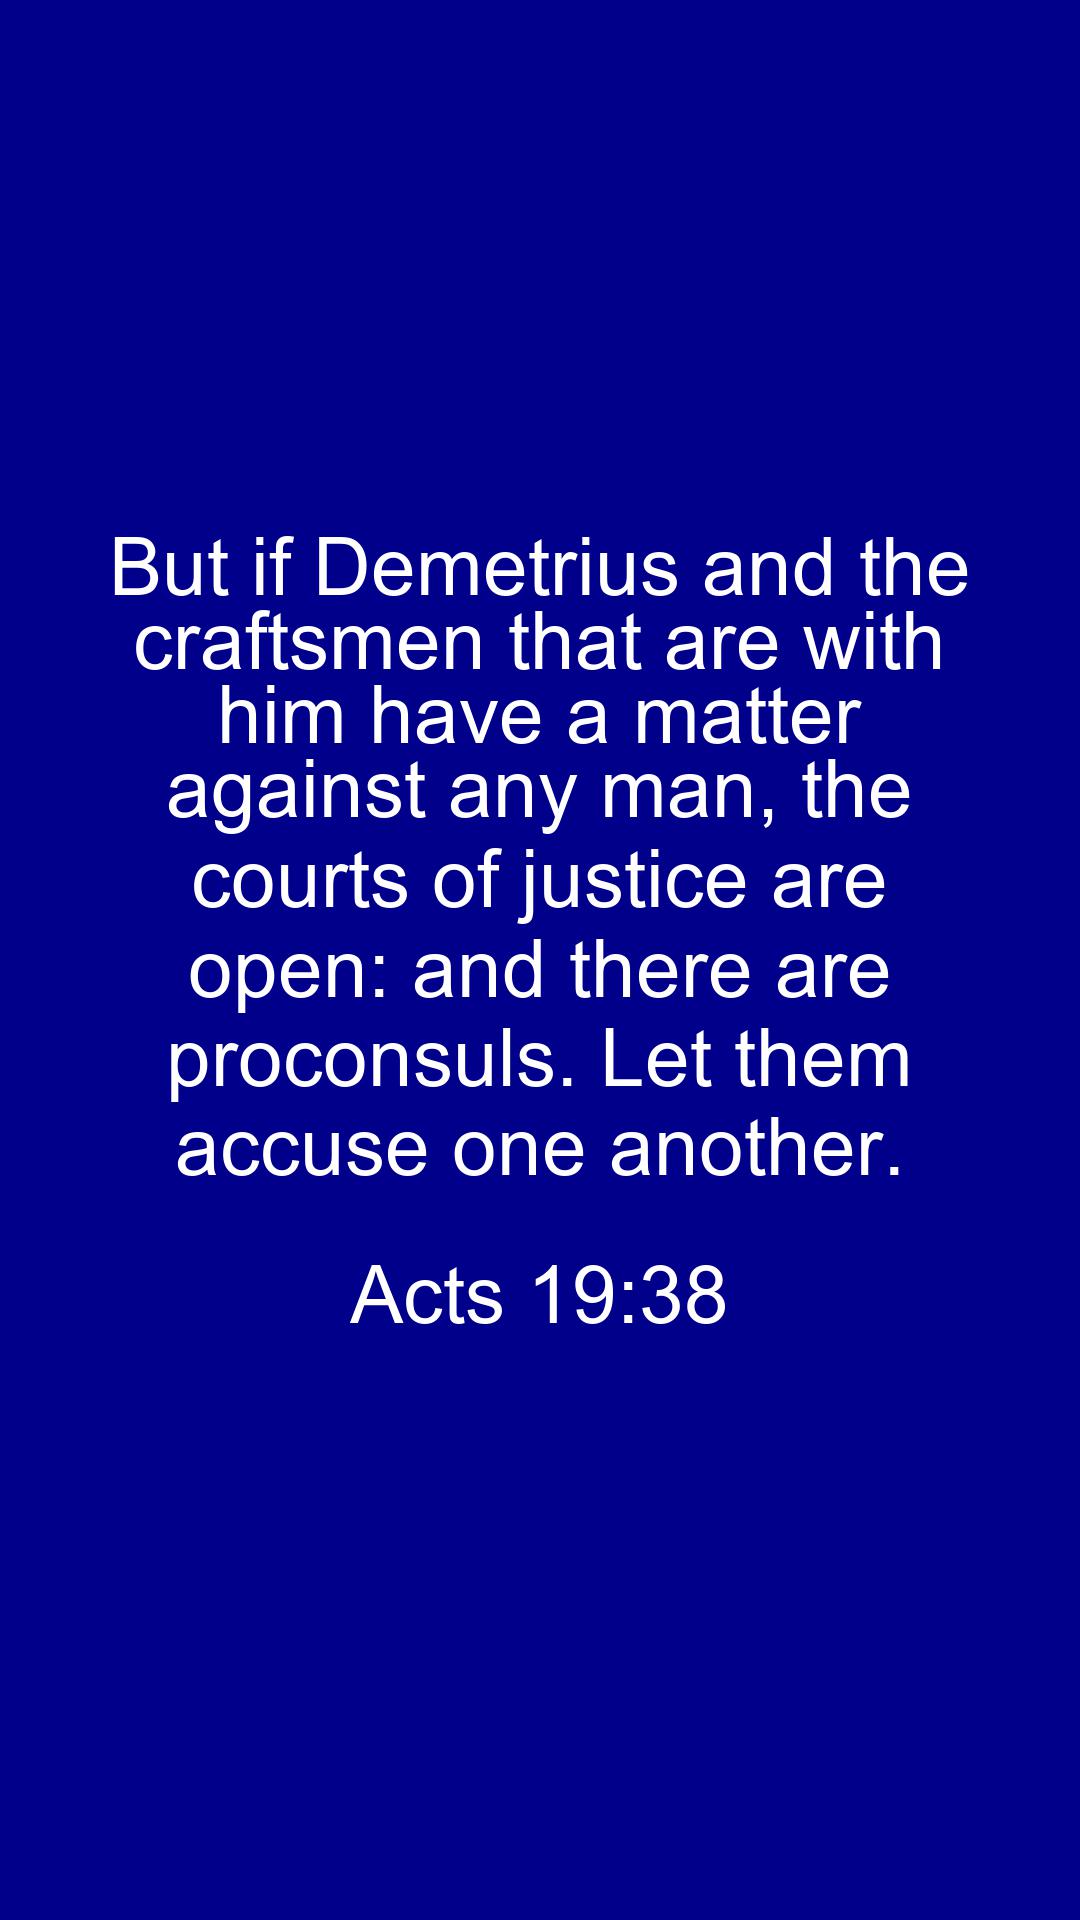 But if Demetrius and the
craftsmen that are with
him have a matter
against any man, the
courts of justice are
open: and there are
proconsuls. Let them
accuse one another.
Acts 19:38